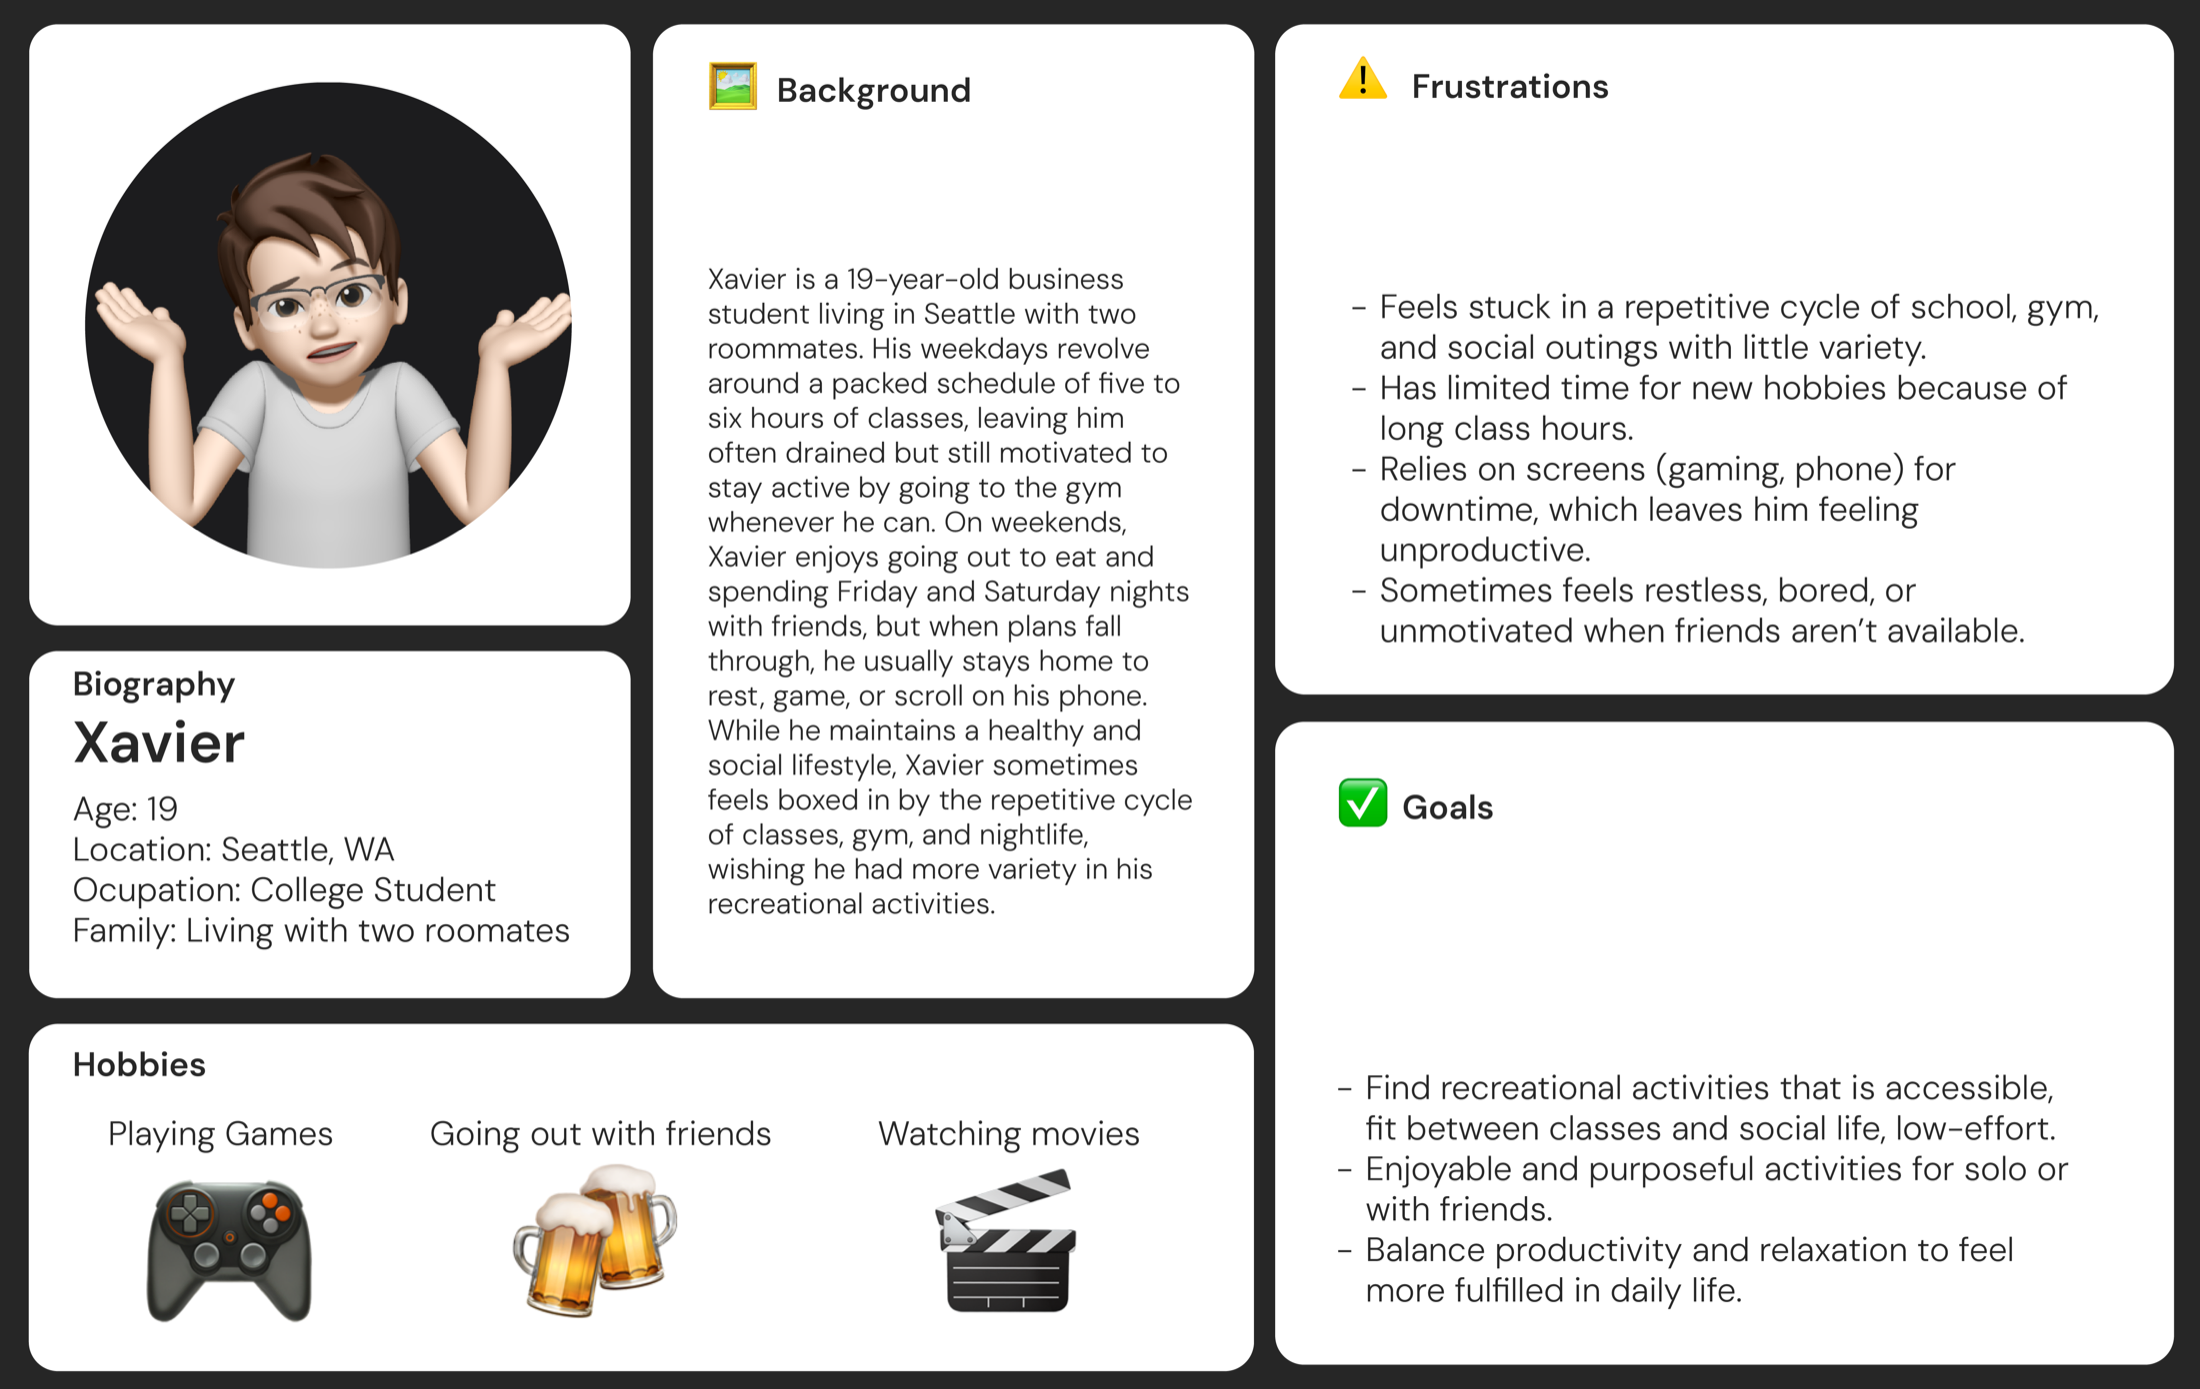 Background
Xavier is a 19-year-old business
student living in Seattle with two
roommates. His weekdays revolve
around a packed schedule of five to
six hours of classes, leaving him
often drained but still motivated to
stay active by going to the gym
whenever he can. On weekends,
Xavier enjoys going out to eat and
spending Friday and Saturday nights
with friends, but when plans fall
through, he usually stays home to
rest, game, or scroll on his phone.
While he maintains a healthy and
social lifestyle, Xavier sometimes
feels boxed in by the repetitive cycle
of classes, gym, and nightlife,
wishing he had more variety in his
recreational activities.
Biography
Xavier
Age: 19
Location: Seattle, WA
Ocupation: College Student
Family: Living with two roomates
Hobbies
Playing Games
Going out with friends
Watching movies
Frustrations
- Feels stuck in a repetitive cycle of school, gym,
and social outings with little variety.
- Has limited time for new hobbies because of
long class hours.
- Relies on screens (gaming, phone) for
downtime, which leaves him feeling
unproductive.
- Sometimes feels restless, bored, or
unmotivated when friends aren't available.
Goals
- Find recreational activities that is accessible,
fit between classes and social life, low-effort.
- Enjoyable and purposeful activities for solo or
with friends.
- Balance productivity and relaxation to feel
more fulfilled in daily life.